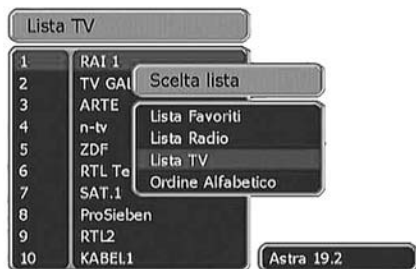 Lista TV
1 RAI 1
2 TV GAL
3 ARTE
4 n-tv
5 ZDF
6 RTL Te
7 SAT.1
8 ProSieben
9 RTL2
10 KABEL1
Scelta lista
Lista Favoriti
Lista Radio
Lista TV
Ordine Alfabetico
Astra 19.2